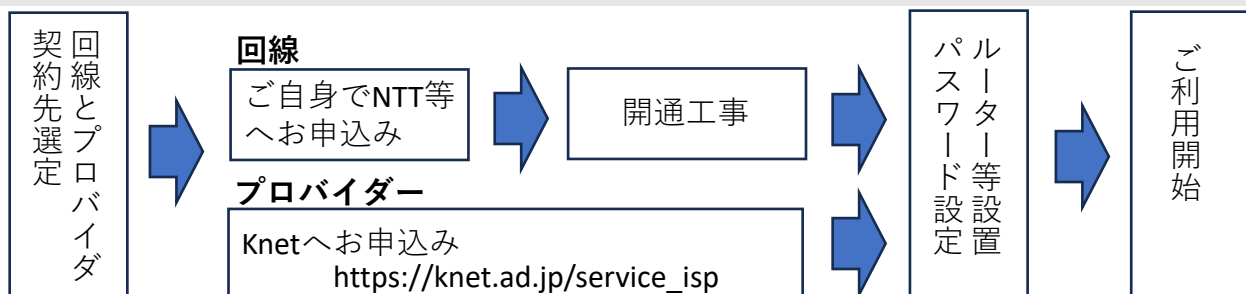 回線とプロバイダ
契約先選定
回線
ご自身でNTT等
へお申込み
開通工事
プロバイダー
Knetへお申込み
https://knet.ad.jp/service_isp
ルーター等設置
パスワード設定
ご利用開始